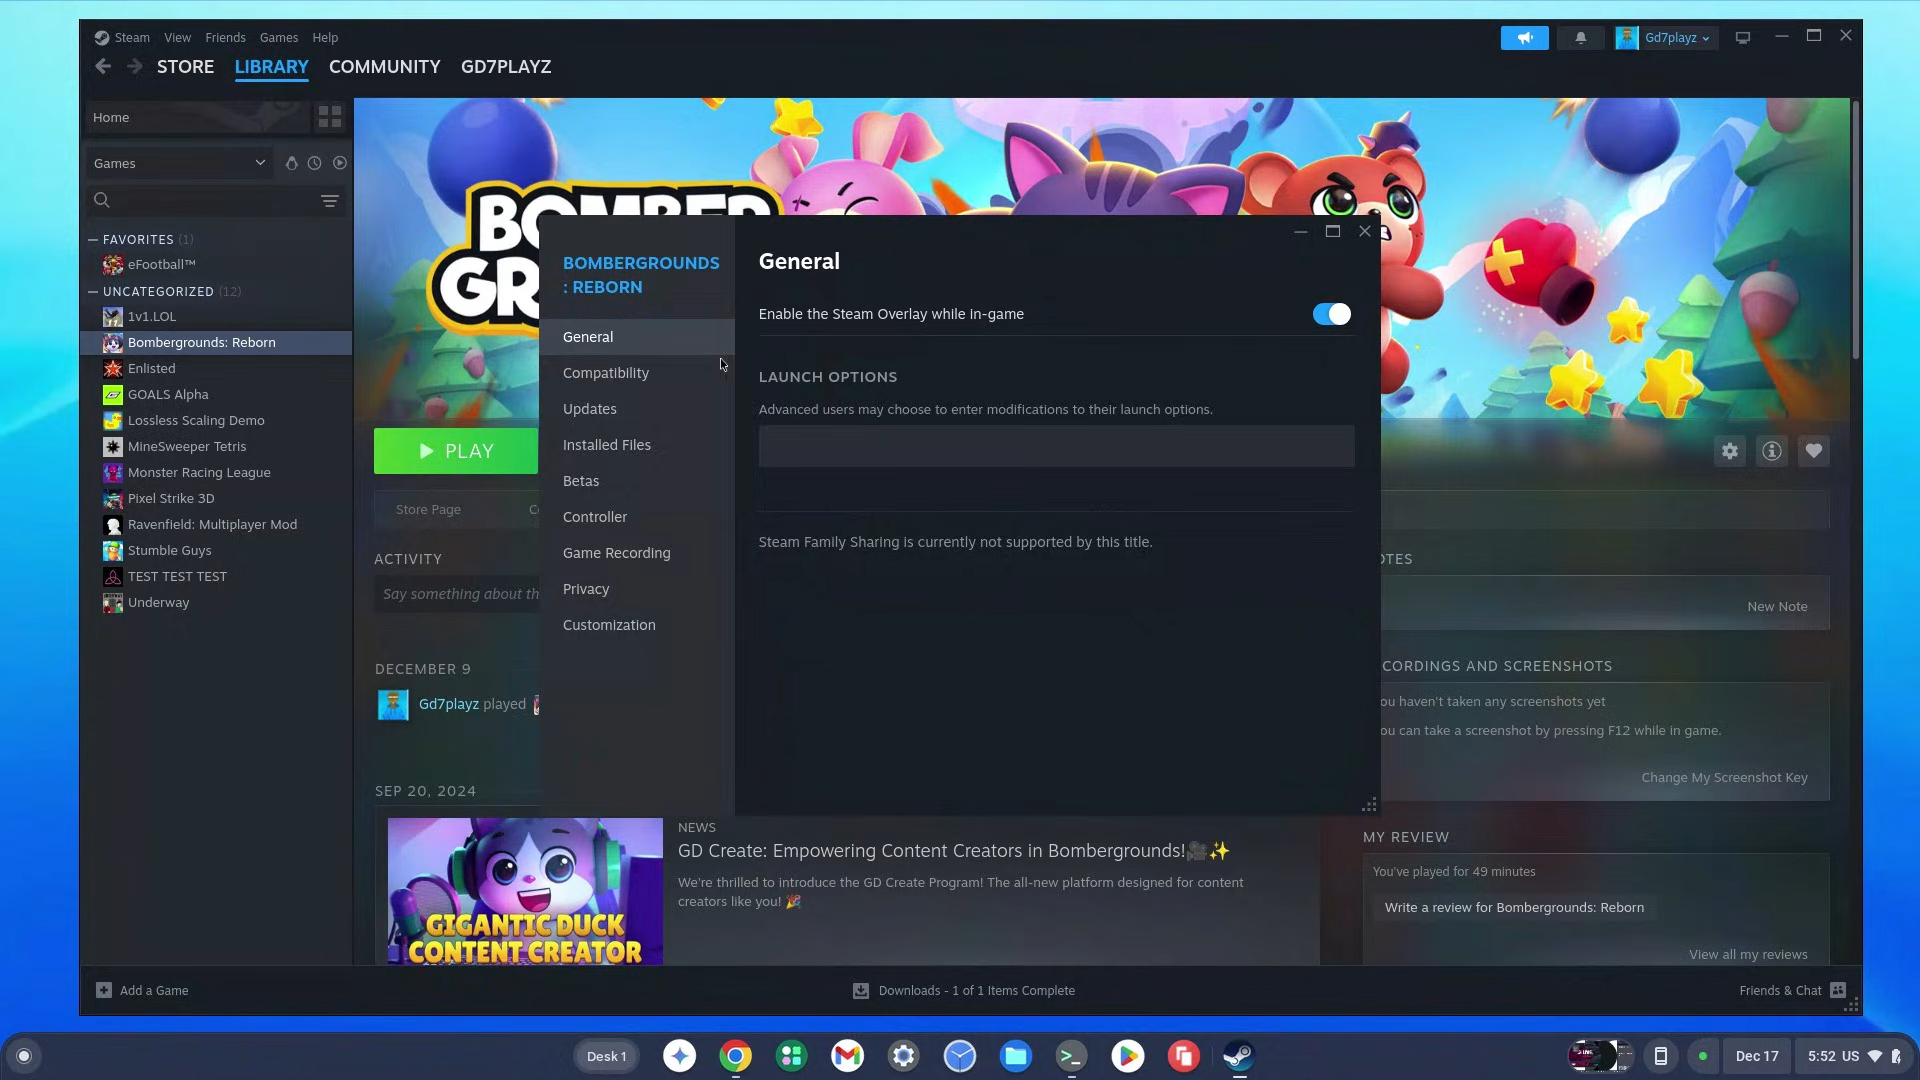 Steam View Friends Games Help
Gd7playz
STORE LIBRARY COMMUNITY GD7PLAYZ
Home
Games
FAVORITES (1)
eFootball™
UNCATEGORIZED (12)
1v1.LOL
Bombergrounds: Reborn
Enlisted
GOALS Alpha
Lossless Scaling Demo
MineSweeper Tetris
Monster Racing League
Pixel Strike 3D
Ravenfield: Multiplayer Mod
Stumble Guys
TEST TEST TEST
Underway
BOMBER
GR
PLAY
Store Page
ACTIVITY
Say something about th
DECEMBER 9
Gd7playz played
SEP 20, 2024
GIGANTIC DUCK
CONTENT CREATOR
NEWS
GD Create: Empowering Content Creators in Bombergrounds!🎥✨
We're thrilled to introduce the GD Create Program! The all-new platform designed for content
creators like you! 🎉
BOMBERGROUNDS
: REBORN
General
Compatibility
Updates
Installed Files
Betas
Controller
Game Recording
Privacy
Customization
General
Enable the Steam Overlay while in-game
LAUNCH OPTIONS
Advanced users may choose to enter modifications to their launch options.
Steam Family Sharing is currently not supported by this title.
OTES
New Note
CORDINGS AND SCREENSHOTS
ou haven't taken any screenshots yet
ou can take a screenshot by pressing F12 while in game.
Change My Screenshot Key
MY REVIEW
You've played for 49 minutes
Write a review for Bombergrounds: Reborn
View all my reviews
Add a Game
Downloads - 1 of 1 Items Complete
Friends & Chat
Desk 1
Dec 17
5:52 US